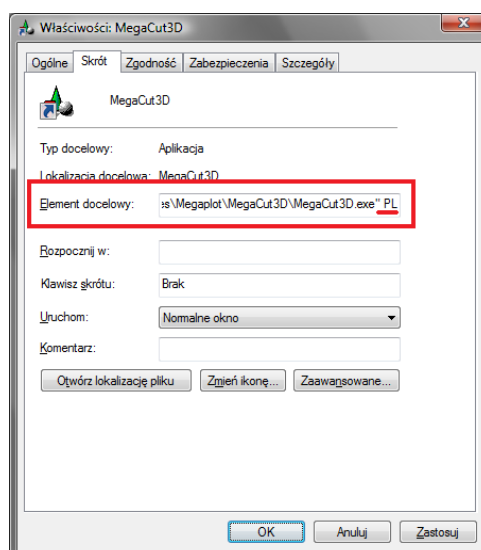 Właściwości: MegaCut3D
Ogólne Skrót Zgodność Zabezpieczenia Szczegóły
MegaCut3D
Typ docelowy: Aplikacja
Lokalizacja docelowa: MegaCut3D
Element docelowy: :s\Megaplot\MegaCut3D\MegaCut3D.exe" PL
Rozpocznij w:
Klawisz skrótu: Brak
Uruchom: Normalne okno
Komentarz:
Otwórz lokalizację pliku Zmień ikonę... Zaawansowane...
OK Anuluj Zastosuj